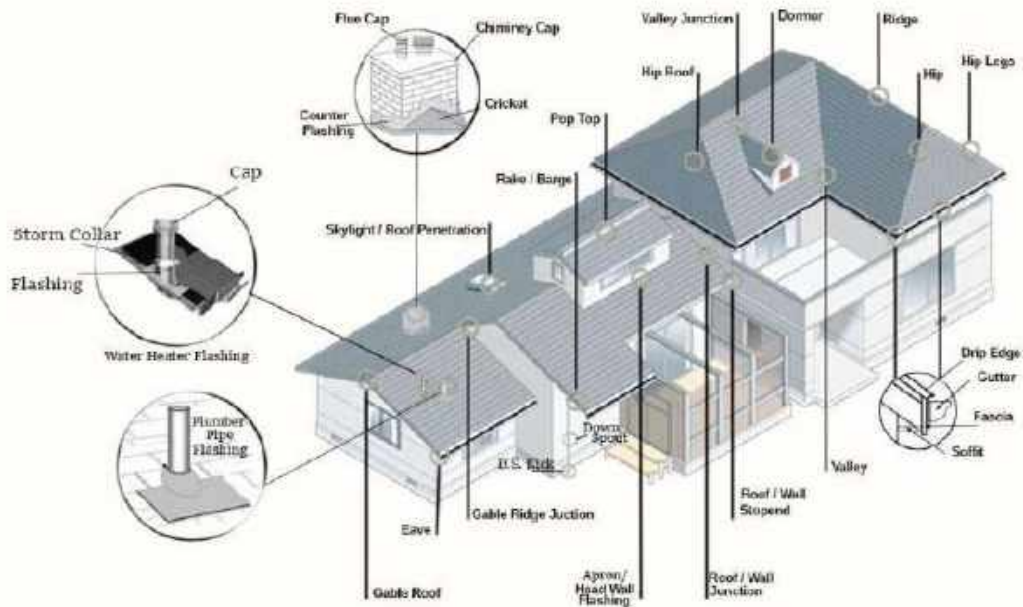 Flue Cap
Chiminey Cap
Cricket
Counter
Flashing
Valley Junction
Dormer
Ridge
Hip Roof
Hip
Hip Legs
Pop Top
Rake / Barge
Skylight / Roof Penetration
Cap
Storm Collar
Flashing
Water Heater Flashing
Plumber
Pipe
Flashing
Drip Edge
Gutter
Fascia
Soffit
Down
Spout
D.S. Kick
Valley
Eave
Gable Ridge Juction
Roof / Wall
Stopend
Gable Roof
Apron/
Head Wall
Flashing
Roof / Wall
Junction